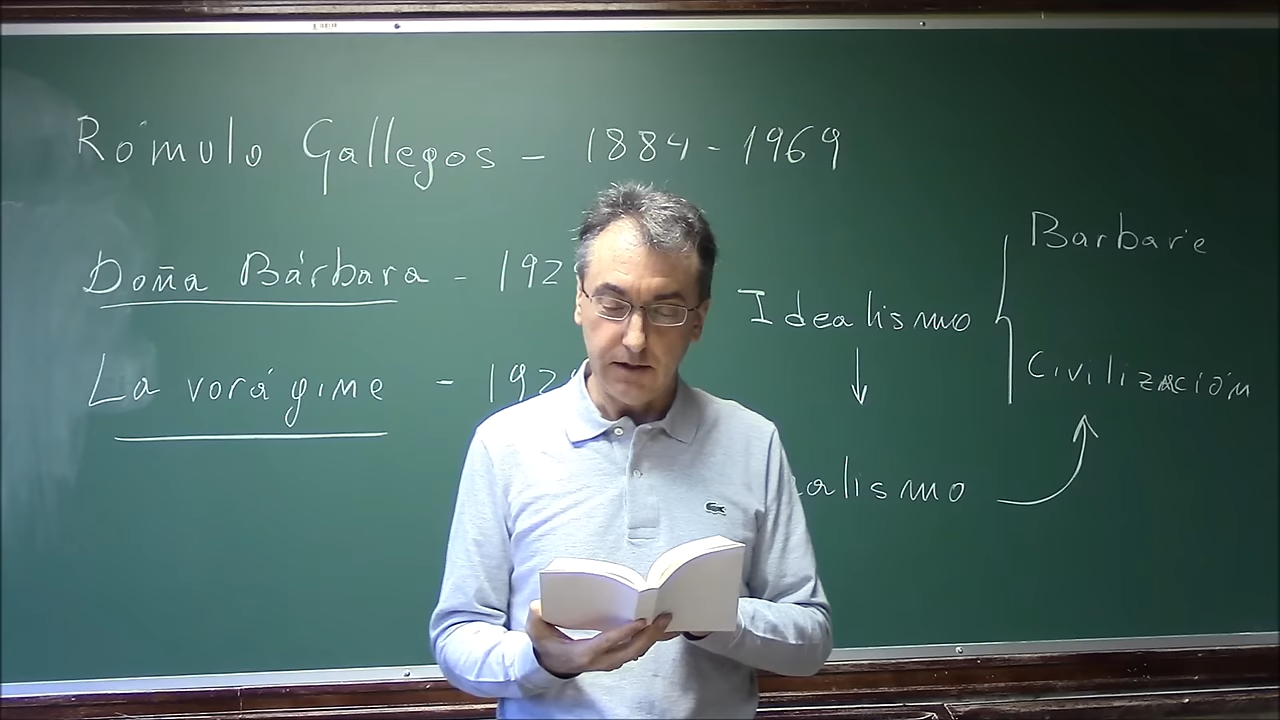 Rómulo Gallegos - 1884-1969
Doña Bárbara - 192
La vorágine - 192
Idealismo
Barbarie
Civilización
alismo